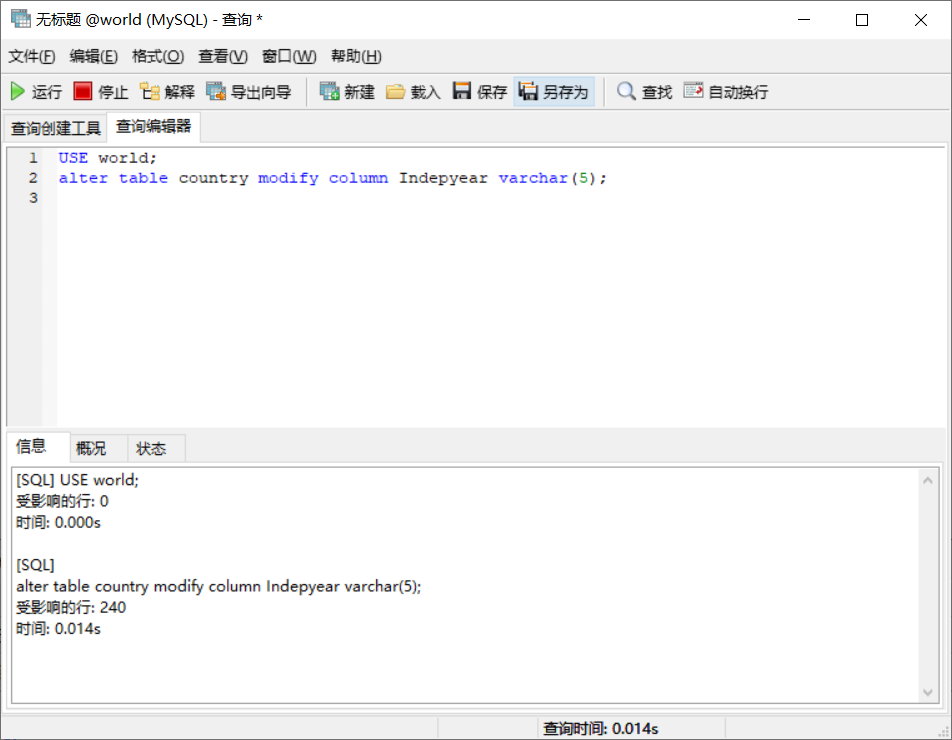 无标题 @world (MySQL) - 查询 *
文件(F) 编辑(E) 格式(O) 查看(V) 窗口(W) 帮助(H)
运行 停止 解释 导出向导 新建 载入 保存 另存为 查找 自动换行
查询创建工具 查询编辑器
1 USE world;
2 alter table country modify column Indepyear varchar(5);
3
信息 概况 状态
[SQL] USE world;
受影响的行: 0
时间: 0.000s
[SQL]
alter table country modify column Indepyear varchar(5);
受影响的行: 240
时间: 0.014s
查询时间: 0.014s